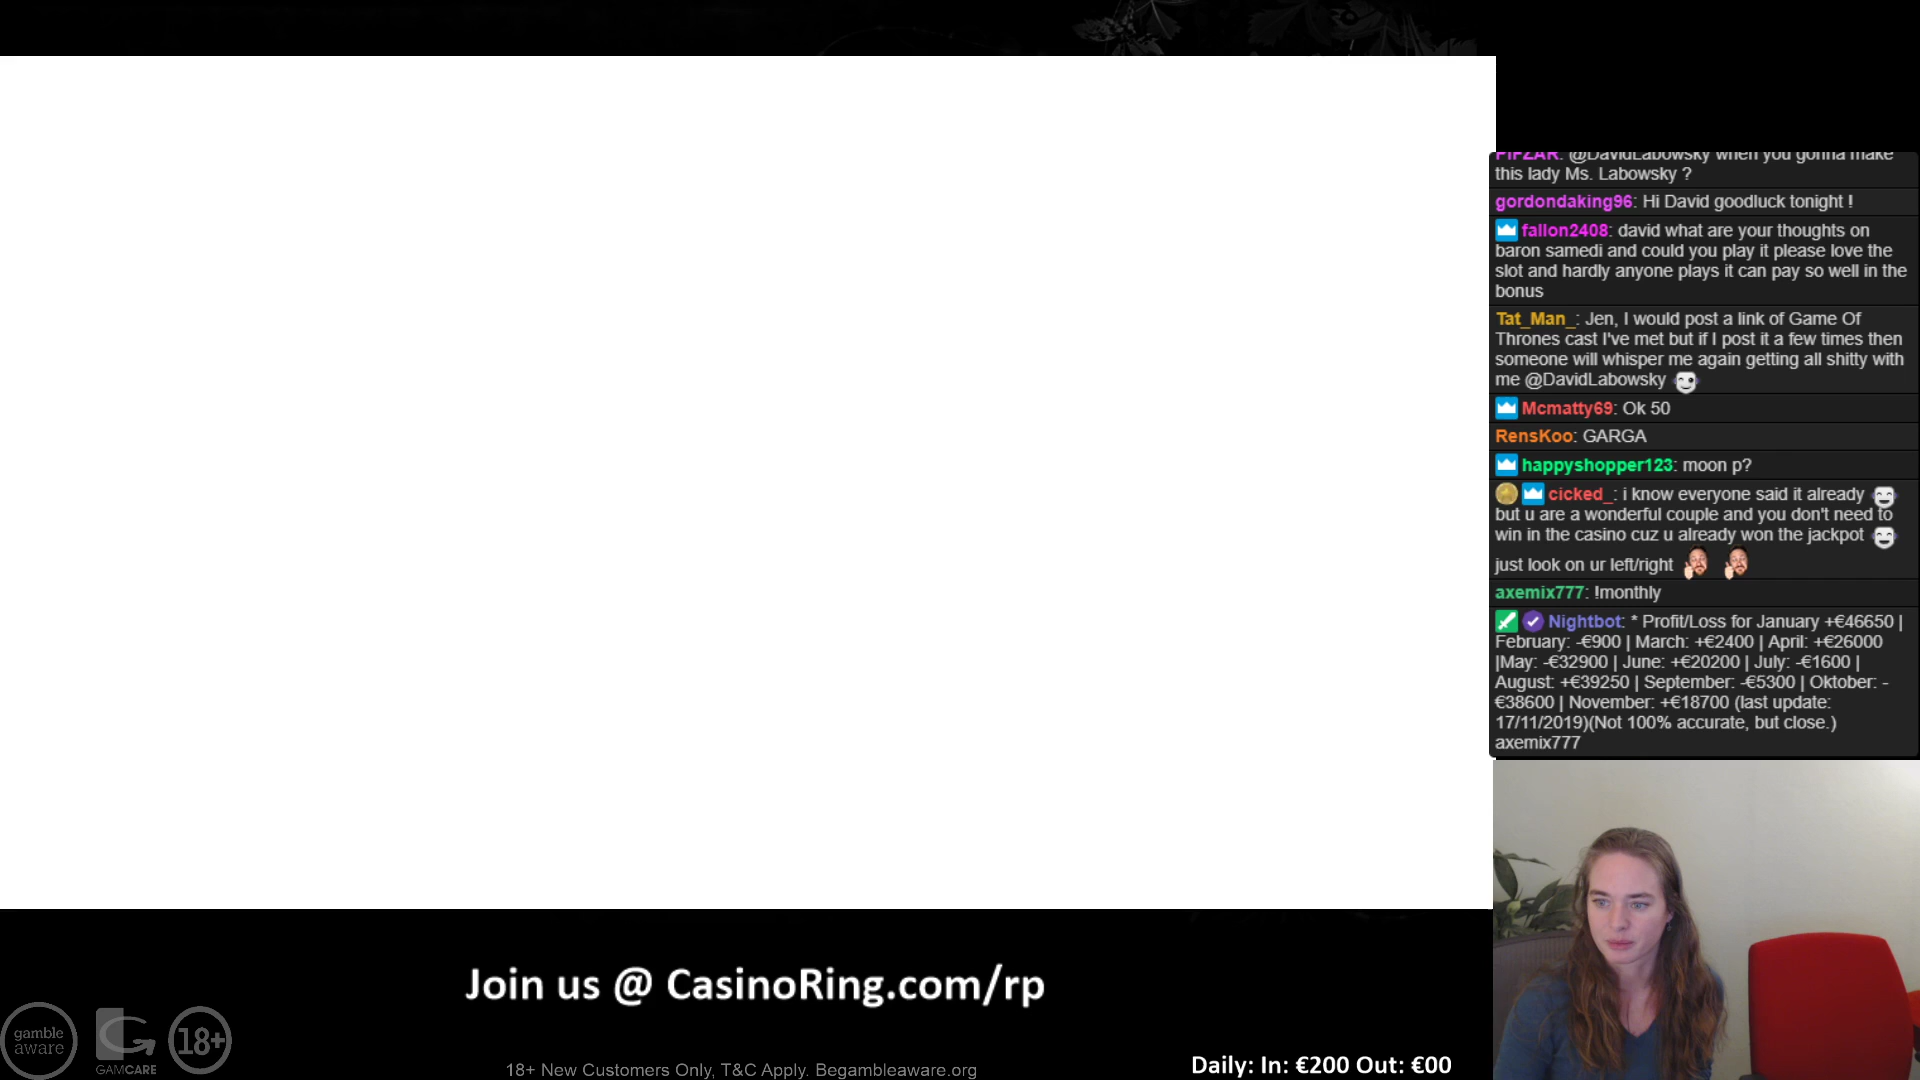 PIPZAR: @DavidLabowsky when you gonna make
this lady Ms. Labowsky ?
gordondaking96: Hi David goodluck tonight !
fallon2408: david what are your thoughts on
baron samedi and could you play it please love the
slot and hardly anyone plays it can pay so well in the
bonus
Tat_Man_: Jen, I would post a link of Game Of
Thrones cast I've met but if I post it a few times then
someone will whisper me again getting all shitty with
me @DavidLabowsky
Mcmatty69: Ok 50
RensKoo: GARGA
happyshopper123: moon p?
cicked_: i know everyone said it already
but u are a wonderful couple and you don't need to
win in the casino cuz u already won the jackpot
just look on ur left/right
axemix777: !monthly
Nightbot: * Profit/Loss for January +€46650 |
February: -€900 | March: +€2400 | April: +€26000
|May: -€32900 | June: +€20200 | July: -€1600 |
August: +€39250 | September: -€5300 | Oktober: -
€38600 | November: +€18700 (last update:
17/11/2019)(Not 100% accurate, but close.)
axemix777
Join us @ CasinoRing.com/rp
gamble
aware
GAMCARE
18+
18+ New Customers Only, T&C Apply. Begambleaware.org
Daily: In: €200 Out: €00